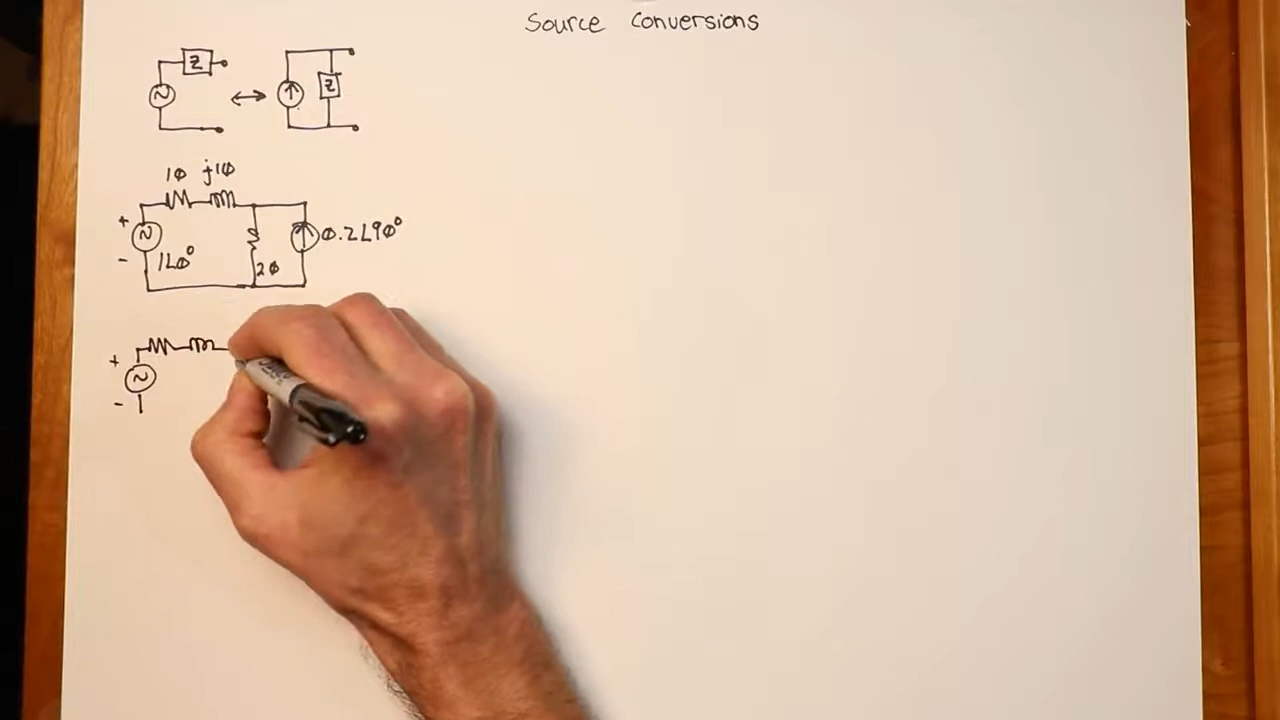 Source Conversions
Z
Z
10 j10
+
-
1∠0°
20
0.2∠90°
+
-